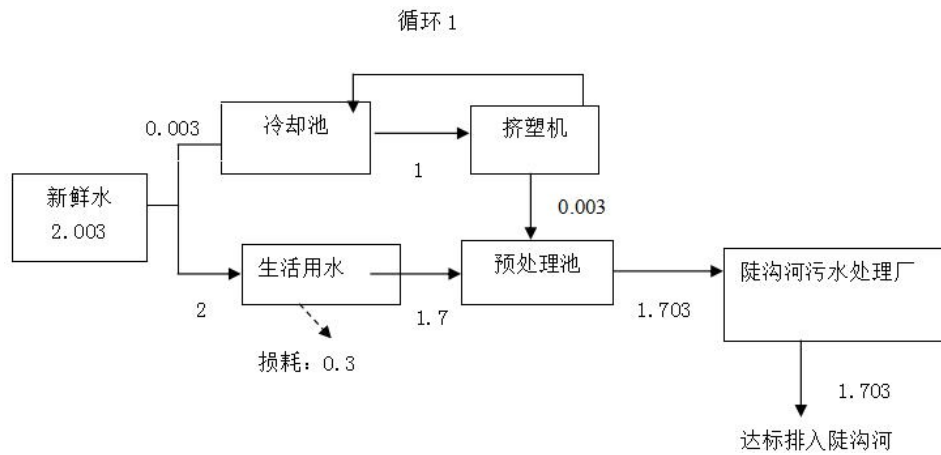 循环 1
0.003
冷却池
挤塑机
1
新鲜水
2.003
0.003
生活用水
预处理池
陡沟河污水处理厂
2
1.7
1.703
损耗：0.3
1.703
达标排入陡沟河